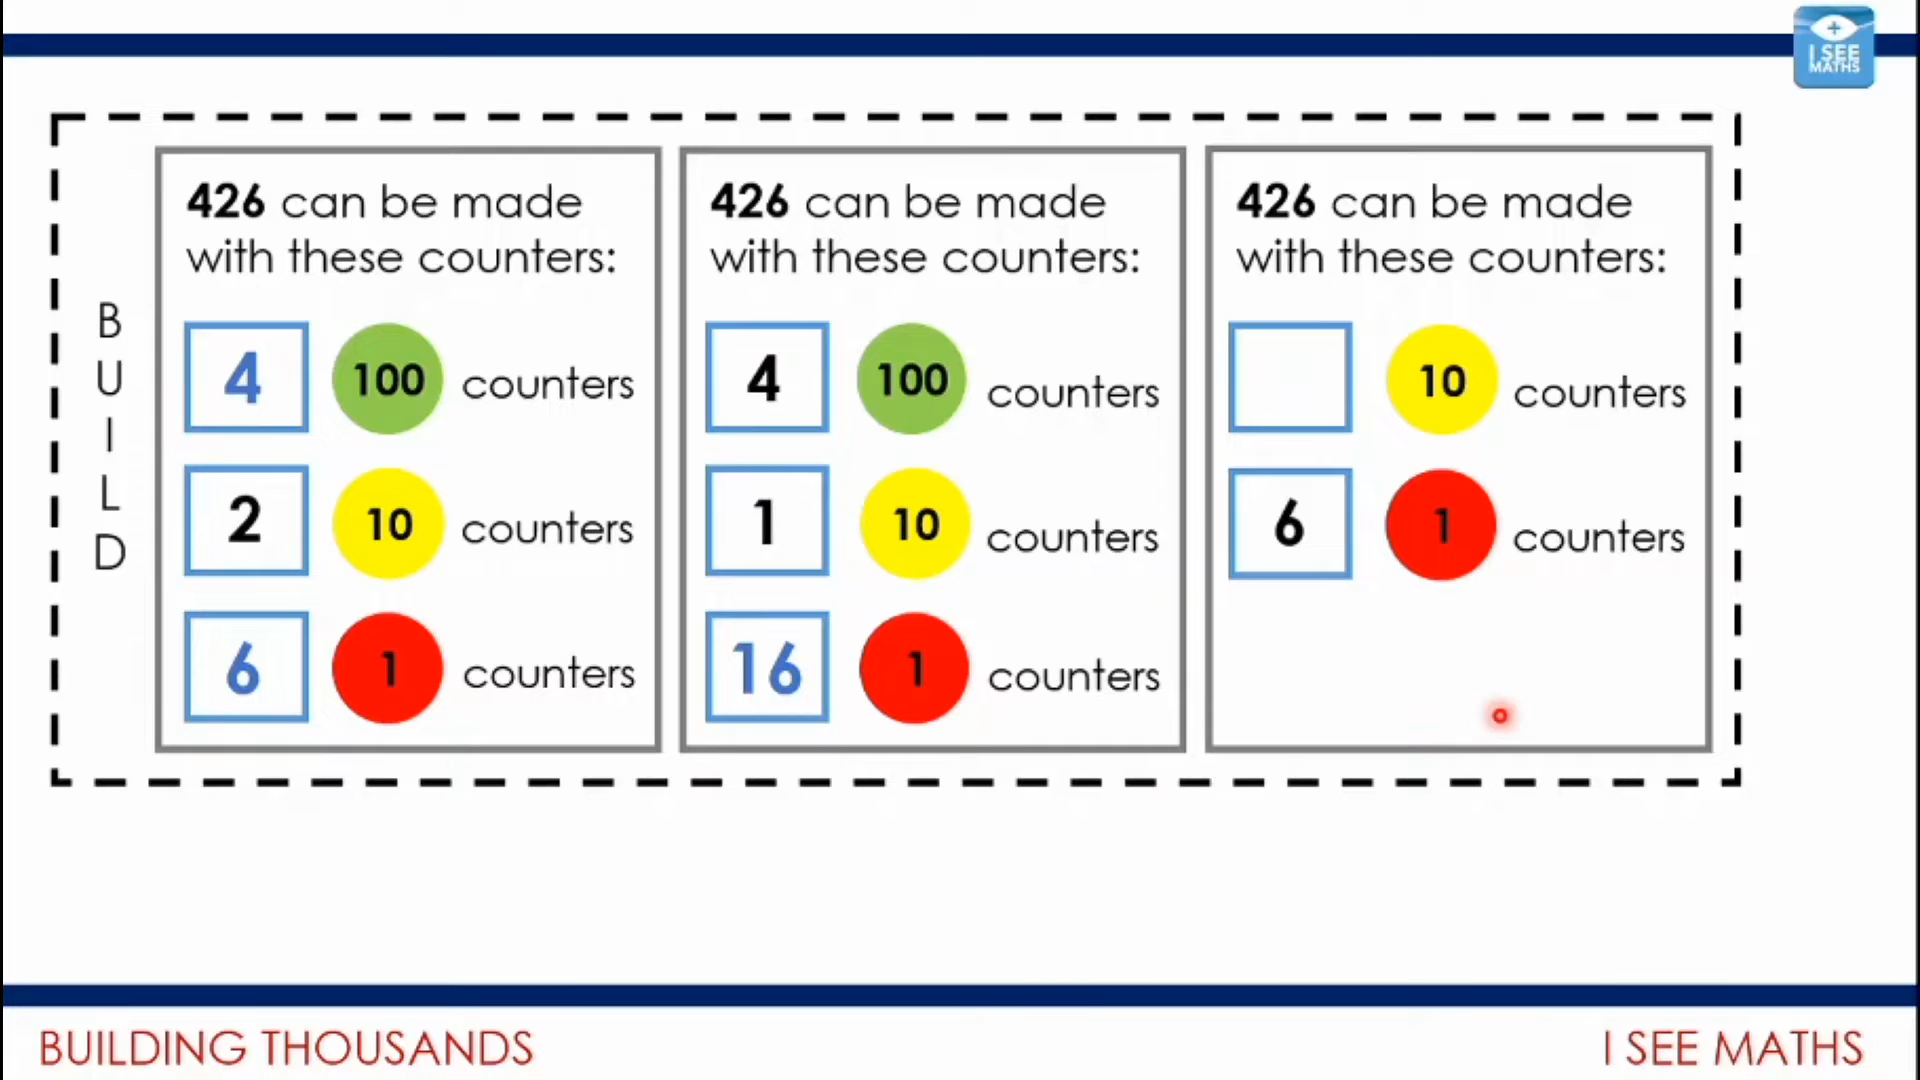 I SEE
MATHS
B
U
I
L
D
426 can be made
with these counters:
4 100 counters
2 10 counters
6 1 counters
426 can be made
with these counters:
4 100 counters
1 10 counters
16 1 counters
426 can be made
with these counters:
10 counters
6 1 counters
BUILDING THOUSANDS
I SEE MATHS